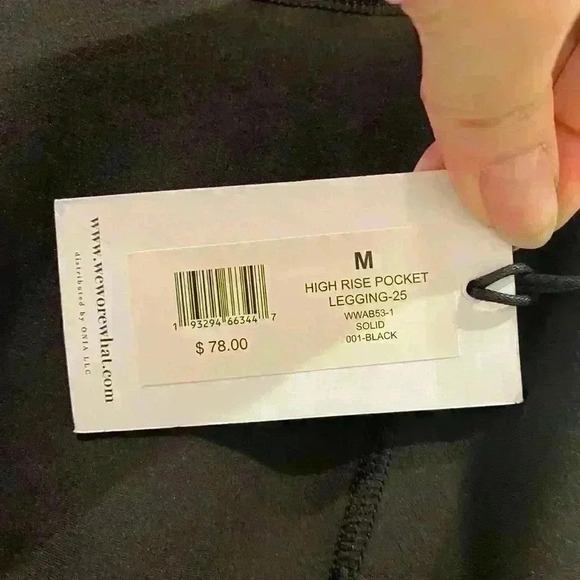 www.weworewhat.com
distributed by ONIA LLC
1 93294 66344 7
$ 78.00
M
HIGH RISE POCKET
LEGGING-25
WWAB53-1
SOLID
001-BLACK